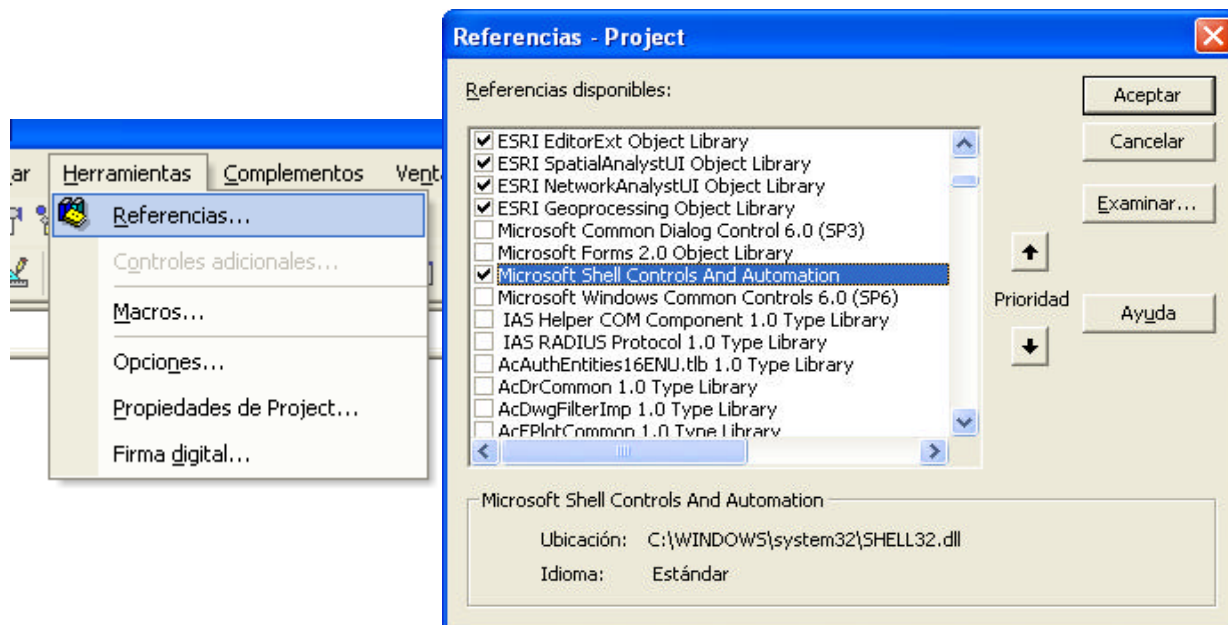 Referencias - Project
Referencias disponibles:
ESRI EditorExt Object Library
ESRI SpatialAnalystUI Object Library
ESRI NetworkAnalystUI Object Library
ESRI Geoprocessing Object Library
Microsoft Common Dialog Control 6.0 (SP3)
Microsoft Forms 2.0 Object Library
Microsoft Shell Controls And Automation
Microsoft Windows Common Controls 6.0 (SP6)
IAS Helper COM Component 1.0 Type Library
IAS RADIUS Protocol 1.0 Type Library
AcAuthEntities16ENU.tlb 1.0 Type Library
AcDrCommon 1.0 Type Library
AcDwgFilterImp 1.0 Type Library
AcEPlotCommon 1.0 Type Library
Aceptar
Cancelar
Examinar...
Prioridad
Ayuda
Microsoft Shell Controls And Automation
Ubicación: C:\WINDOWS\system32\SHELL32.dll
Idioma: Estándar
ar Herramientas Complementos Vent
Referencias...
Controles adicionales...
Macros...
Opciones...
Propiedades de Project...
Firma digital...